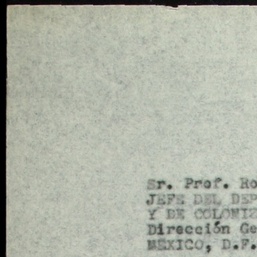 Sr. Prof. Ro
JEFE DEL DEP
Y DE COLONIZ
Dirección Ge
MEXICO, D.F.